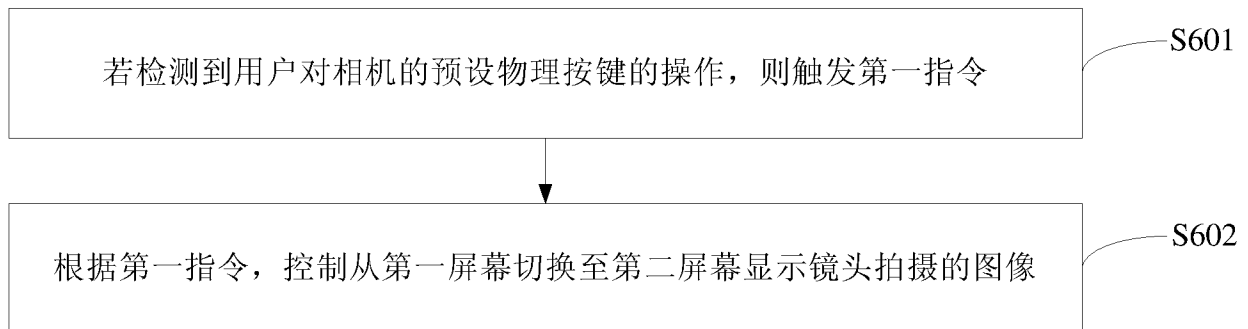 若检测到用户对相机的预设物理按键的操作，则触发第一指令
S601
根据第一指令，控制从第一屏幕切换至第二屏幕显示镜头拍摄的图像
S602